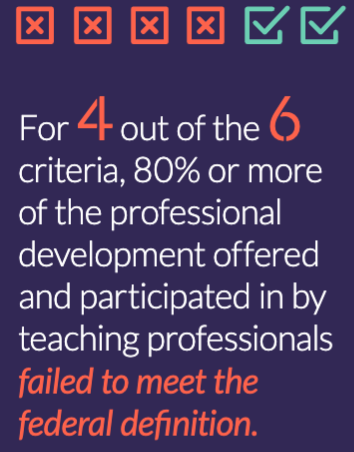 For 4 out of the 6
criteria, 80% or more
of the professional
development offered
and participated in by
teaching professionals
failed to meet the
federal definition.